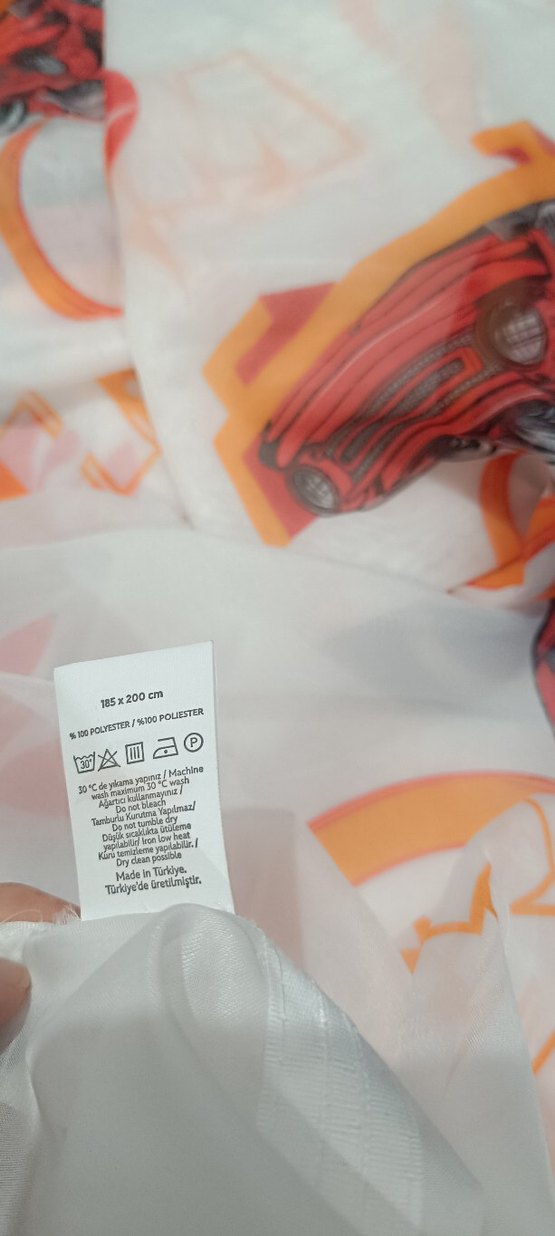 185 x 200 cm
% 100 POLYESTER / %100 POLIESTER
30° P
30 °C de yıkama yapınız / Machine
wash maximum 30 °C wash
Ağartıcı kullanmayınız /
Do not bleach
Tamburlu Kurutma Yapılmaz/
Do not tumble dry
Düşük sıcaklıkta ütüleme
yapılabilir/ Iron low heat
Kuru temizleme yapılabilir. /
Dry clean possible
Made in Türkiye.
Türkiye'de üretilmiştir.